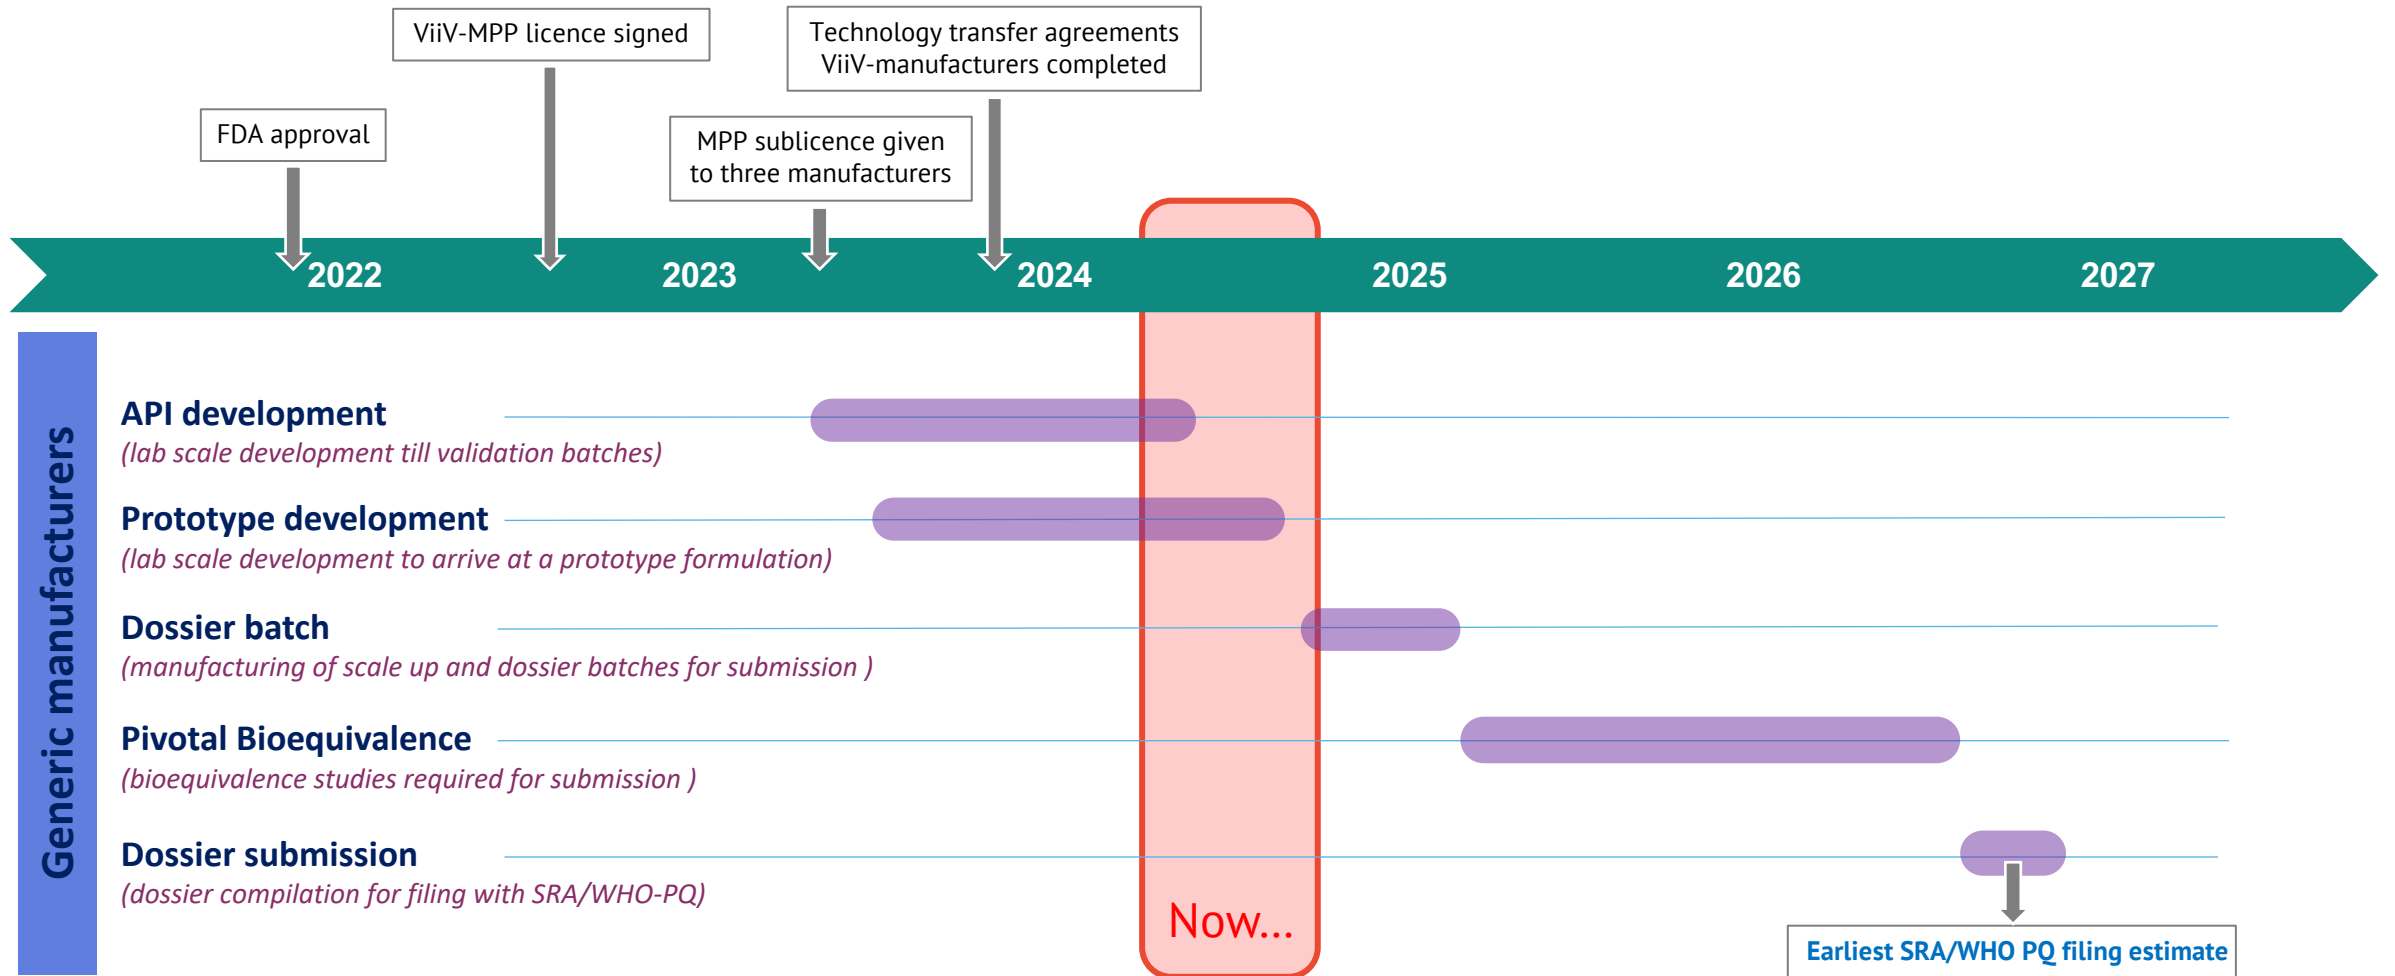 ViiV-MPP licence signed
Technology transfer agreements
ViiV-manufacturers completed
FDA approval
MPP sublicence given
to three manufacturers
2022
2023
2024
2025
2026
2027
Generic manufacturers
API development
(lab scale development till validation batches)
Prototype development
(lab scale development to arrive at a prototype formulation)
Dossier batch
(manufacturing of scale up and dossier batches for submission )
Pivotal Bioequivalence
(bioequivalence studies required for submission )
Dossier submission
(dossier compilation for filing with SRA/WHO-PQ)
Now...
Earliest SRA/WHO PQ filing estimate